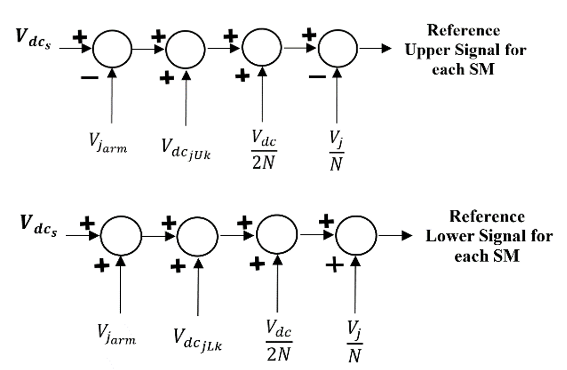 V_dc_s + − + + + + + − Reference
Upper Signal for
each SM
V_j_arm V_dc_jUk V_dc/2N V_j/N
V_dc_s + + + + + + + + Reference
Lower Signal for
each SM
V_j_arm V_dc_jLk V_dc/2N V_j/N